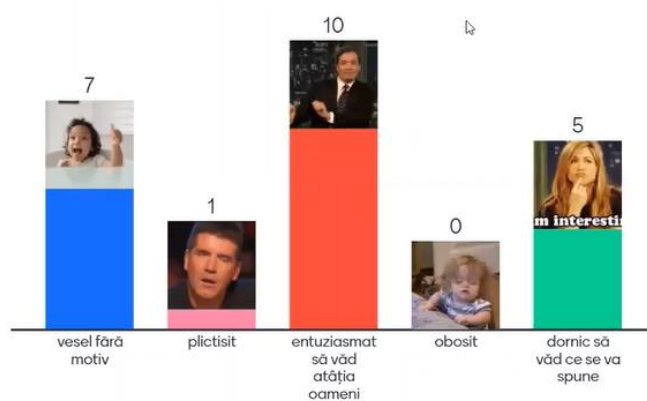 10
7
5
1
0
m interesti
vesel fără
motiv
plictisit
entuziasmat
să văd
atâția
oameni
obosit
dornic să
văd ce se va
spune